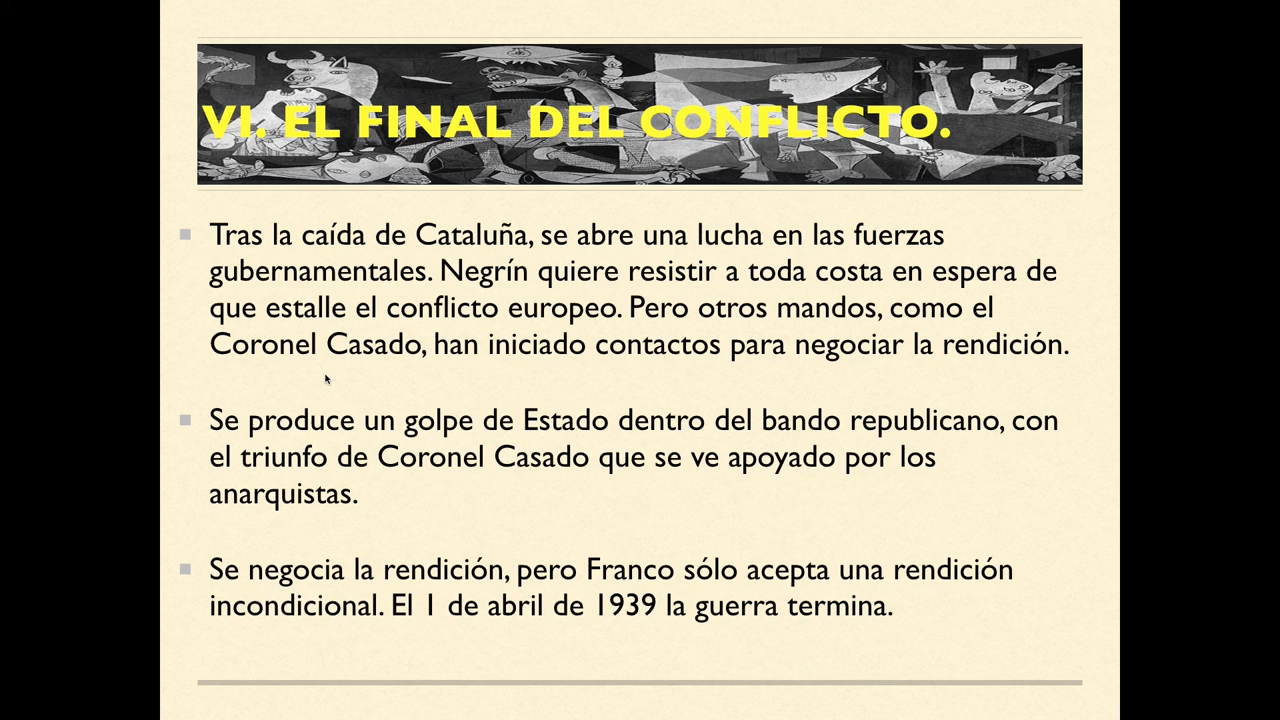 VI. EL FINAL DEL CONFLICTO.
Tras la caída de Cataluña, se abre una lucha en las fuerzas
gubernamentales. Negrín quiere resistir a toda costa en espera de
que estalle el conflicto europeo. Pero otros mandos, como el
Coronel Casado, han iniciado contactos para negociar la rendición.
Se produce un golpe de Estado dentro del bando republicano, con
el triunfo de Coronel Casado que se ve apoyado por los
anarquistas.
Se negocia la rendición, pero Franco sólo acepta una rendición
incondicional. El 1 de abril de 1939 la guerra termina.